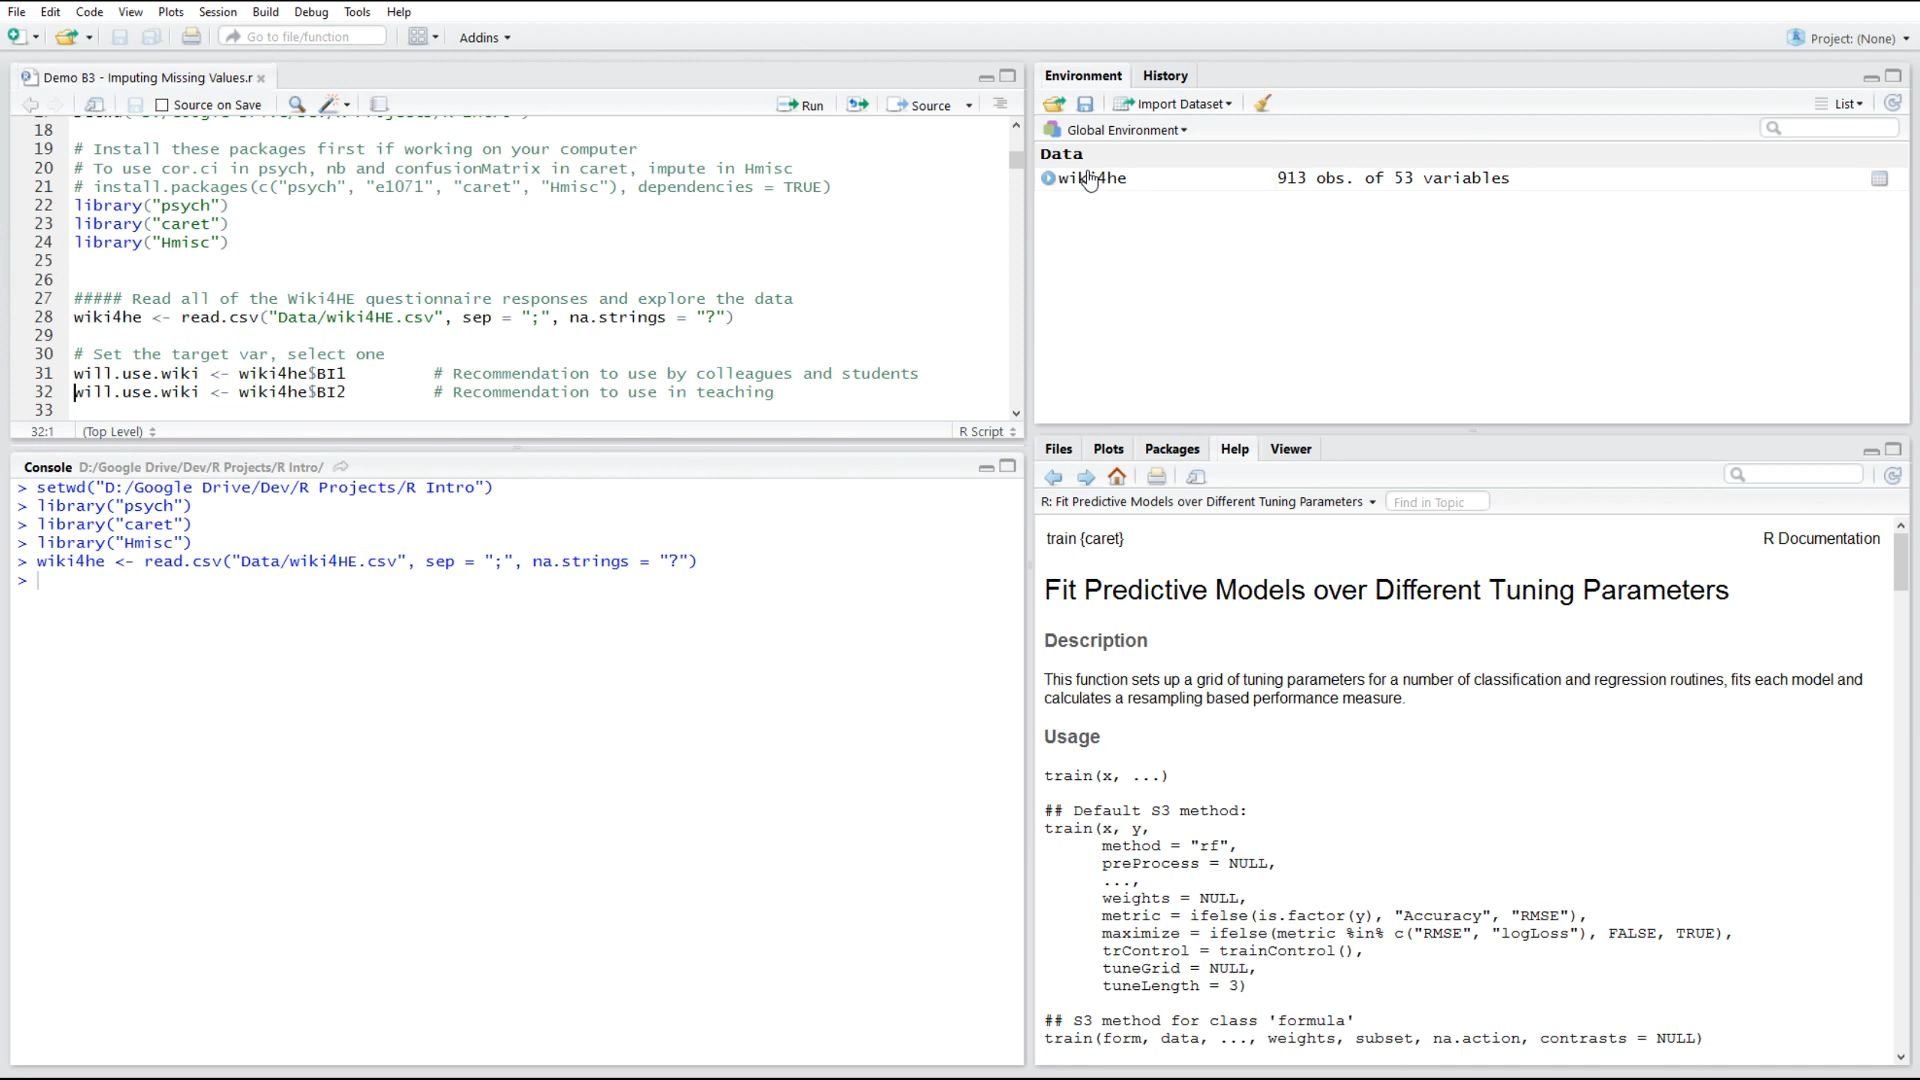 File Edit Code View Plots Session Build Debug Tools Help
Go to file/function Addins Project: (None)
Demo B3 - Imputing Missing Values.r
Source on Save Run Source
18
19 # Install these packages first if working on your computer
20 # To use cor.ci in psych, nb and confusionMatrix in caret, impute in Hmisc
21 # install.packages(c("psych", "e1071", "caret", "Hmisc"), dependencies = TRUE)
22 library("psych")
23 library("caret")
24 library("Hmisc")
25
26
27 ##### Read all of the Wiki4HE questionnaire responses and explore the data
28 wiki4he <- read.csv("Data/wiki4HE.csv", sep = ";", na.strings = "?")
29
30 # Set the target var, select one
31 will.use.wiki <- wiki4he$BI1 # Recommendation to use by colleagues and students
32 will.use.wiki <- wiki4he$BI2 # Recommendation to use in teaching
33
32:1 (Top Level) R Script
Console D:/Google Drive/Dev/R Projects/R Intro/
> setwd("D:/Google Drive/Dev/R Projects/R Intro")
> library("psych")
> library("caret")
> library("Hmisc")
> wiki4he <- read.csv("Data/wiki4HE.csv", sep = ";", na.strings = "?")
>
Environment History
Import Dataset List
Global Environment
Data
wiki4he 913 obs. of 53 variables
Files Plots Packages Help Viewer
R: Fit Predictive Models over Different Tuning Parameters Find in Topic
train {caret} R Documentation
Fit Predictive Models over Different Tuning Parameters
Description
This function sets up a grid of tuning parameters for a number of classification and regression routines, fits each model and
calculates a resampling based performance measure.
Usage
train(x, ...)
## Default S3 method:
train(x, y,
method = "rf",
preProcess = NULL,
...,
weights = NULL,
metric = ifelse(is.factor(y), "Accuracy", "RMSE"),
maximize = ifelse(metric %in% c("RMSE", "logLoss"), FALSE, TRUE),
trControl = trainControl(),
tuneGrid = NULL,
tuneLength = 3)
## S3 method for class 'formula'
train(form, data, ..., weights, subset, na.action, contrasts = NULL)